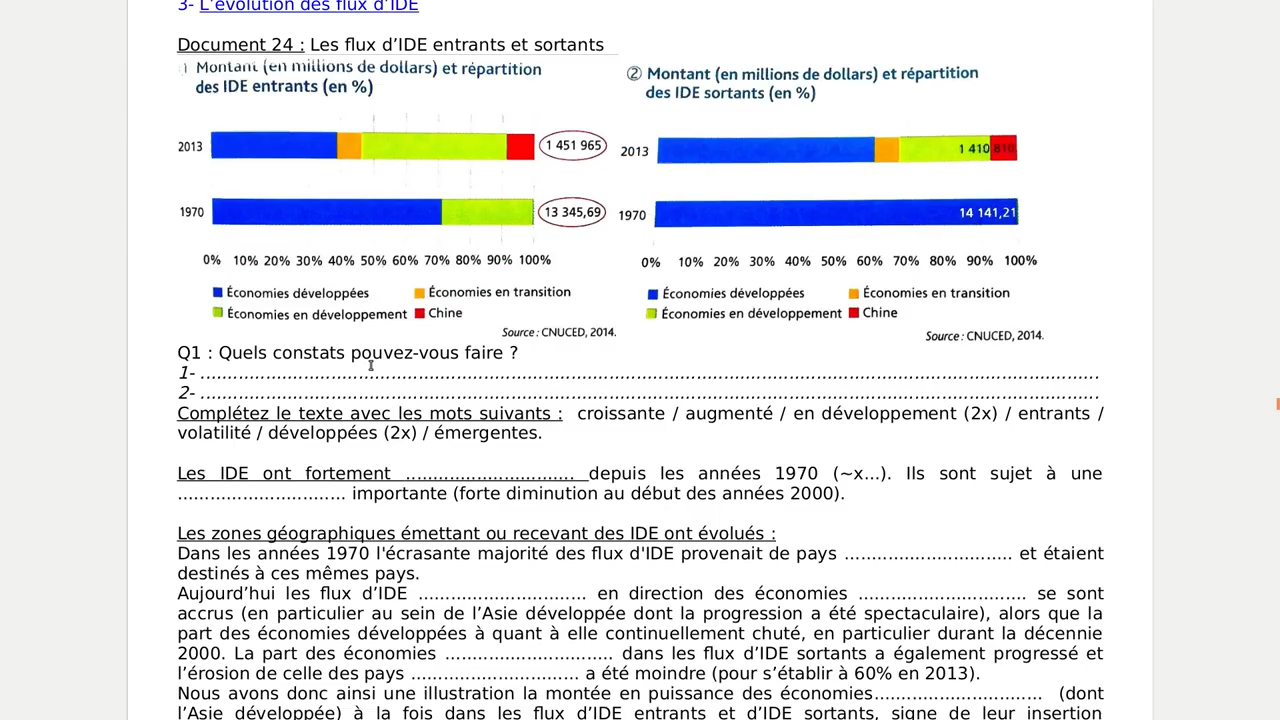 3- L’évolution des flux d’IDE
Document 24 : Les flux d’IDE entrants et sortants
Montant (en millions de dollars) et répartition
des IDE entrants (en %)
2013
1 451 965
1970
13 345,69
0% 10% 20% 30% 40% 50% 60% 70% 80% 90% 100%
Économies développées
Économies en transition
Économies en développement
Chine
Source : CNUCED, 2014.
② Montant (en millions de dollars) et répartition
des IDE sortants (en %)
2013
1 410 810
1970
14 141,21
0% 10% 20% 30% 40% 50% 60% 70% 80% 90% 100%
Économies développées
Économies en transition
Économies en développement
Chine
Source : CNUCED, 2014.
Q1 : Quels constats pouvez-vous faire ?
1- ................................................................................
2- ................................................................................
Complétez le texte avec les mots suivants : croissante / augmenté / en développement (2x) / entrants /
volatilité / développées (2x) / émergentes.
Les IDE ont fortement .............................. depuis les années 1970 (~x...). Ils sont sujet à une
.............................. importante (forte diminution au début des années 2000).
Les zones géographiques émettant ou recevant des IDE ont évolués :
Dans les années 1970 l'écrasante majorité des flux d'IDE provenait de pays .............................. et étaient
destinés à ces mêmes pays.
Aujourd’hui les flux d’IDE .............................. en direction des économies .............................. se sont
accrus (en particulier au sein de l’Asie développée dont la progression a été spectaculaire), alors que la
part des économies développées à quant à elle continuellement chuté, en particulier durant la décennie
2000. La part des économies .............................. dans les flux d’IDE sortants a également progressé et
l’érosion de celle des pays .............................. a été moindre (pour s’établir à 60% en 2013).
Nous avons donc ainsi une illustration la montée en puissance des économies.............................. (dont
l’Asie développée) à la fois dans les flux d’IDE entrants et d’IDE sortants, signe de leur insertion